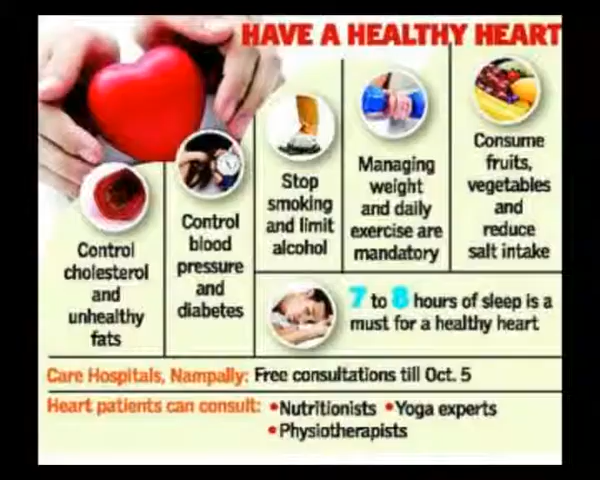 HAVE A HEALTHY HEART
Control
cholesterol
and
unhealthy
fats
Control
blood
pressure
and
diabetes
Stop
smoking
and limit
alcohol
Managing
weight
and daily
exercise are
mandatory
Consume
fruits,
vegetables
and
reduce
salt intake
7 to 8 hours of sleep is a
must for a healthy heart
Care Hospitals, Nampally: Free consultations till Oct. 5
Heart patients can consult: •Nutritionists •Yoga experts
•Physiotherapists